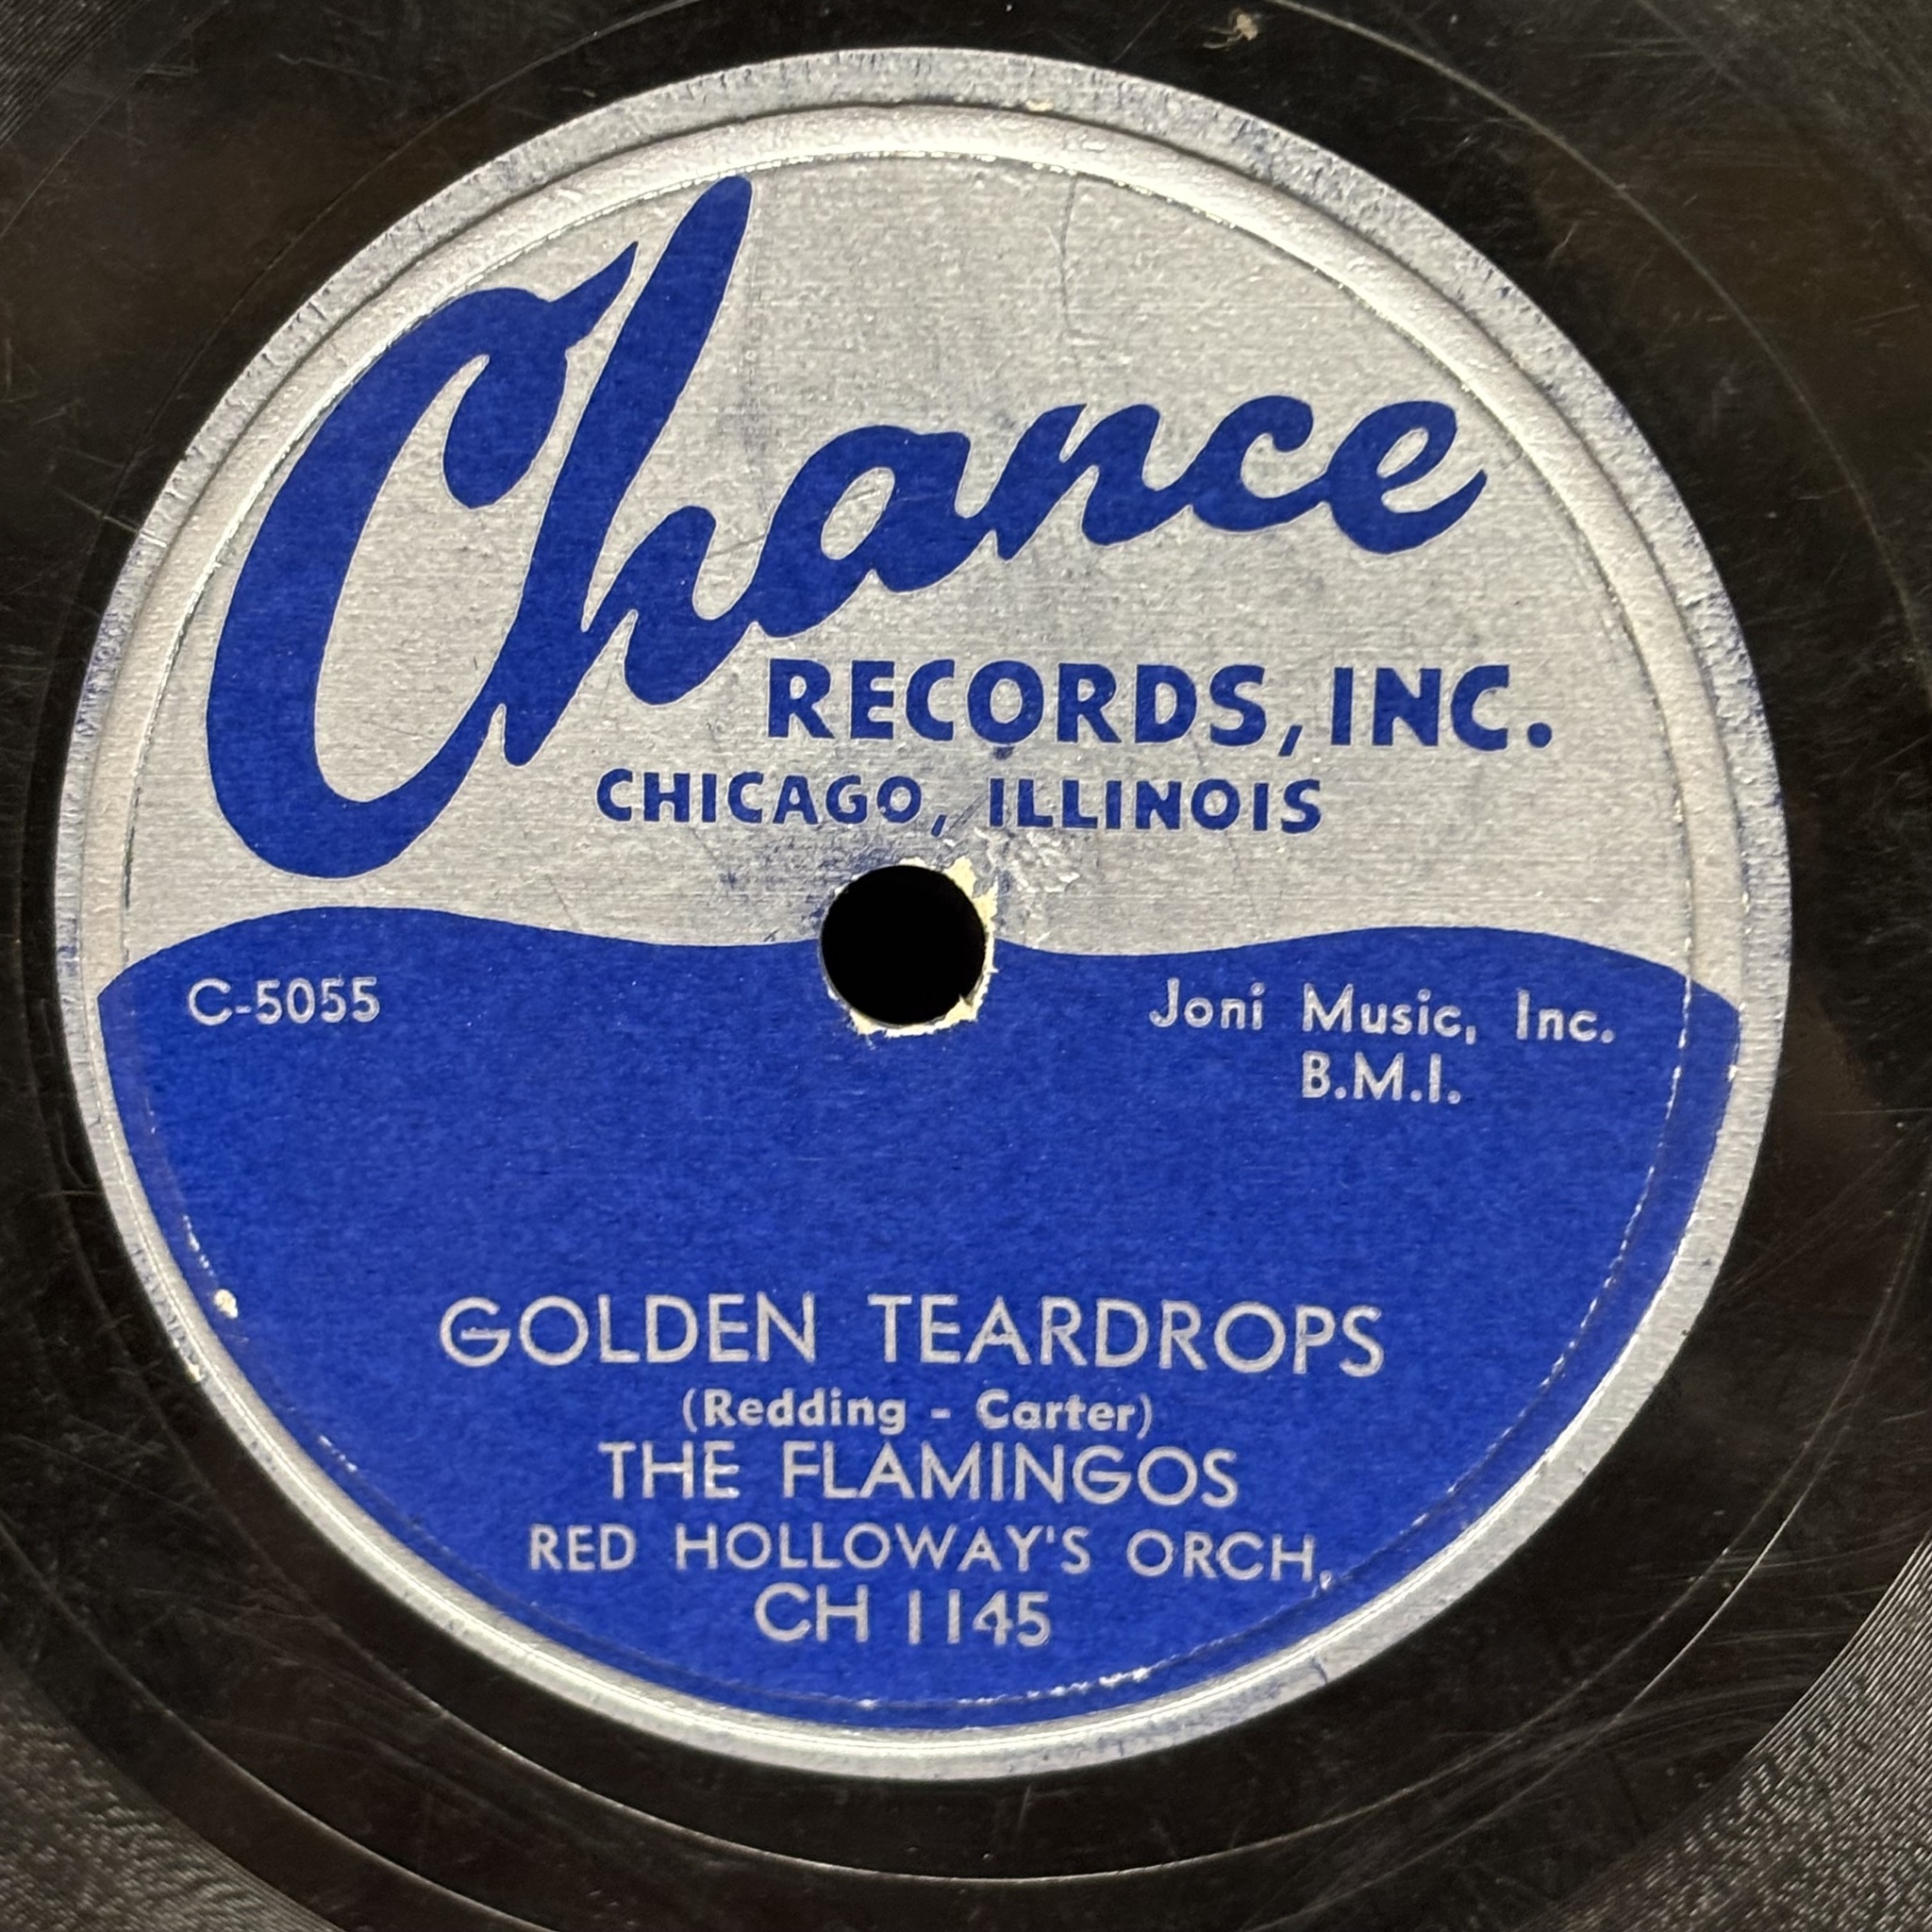 Chance
RECORDS, INC.
CHICAGO, ILLINOIS
C-5055
Joni Music, Inc.
B.M.I.
GOLDEN TEARDROPS
(Redding - Carter)
THE FLAMINGOS
RED HOLLOWAY'S ORCH.
CH 1145